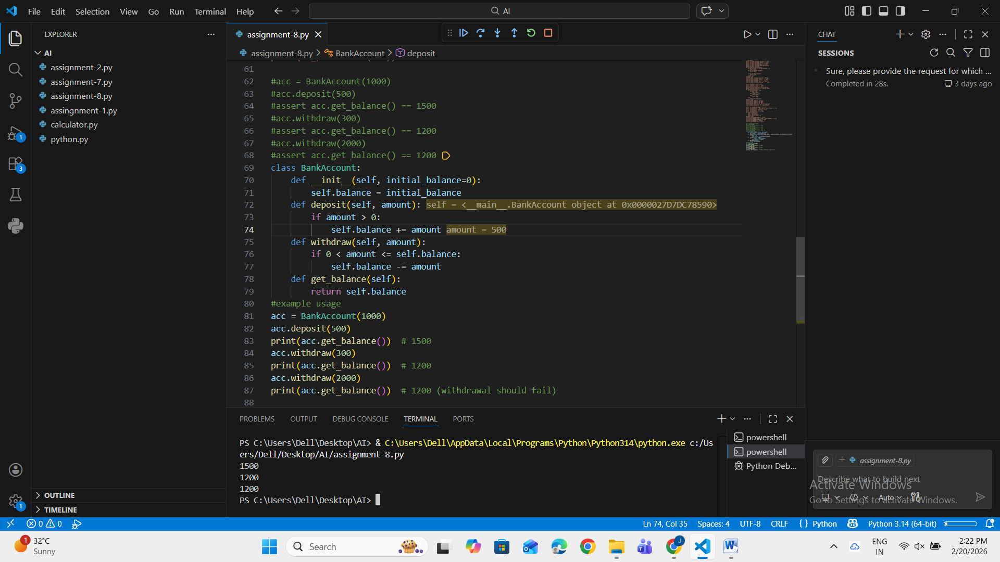 File Edit Selection View Go Run Terminal Help
AI
EXPLORER
AI
assignment-2.py
assignment-7.py
assignment-8.py
assingnment-1.py
calculator.py
python.py
OUTLINE
TIMELINE
1
3
1
assignment-8.py
assignment-8.py BankAccount deposit
61
62 #acc = BankAccount(1000)
63 #acc.deposit(500)
64 #assert acc.get_balance() == 1500
65 #acc.withdraw(300)
66 #assert acc.get_balance() == 1200
67 #acc.withdraw(2000)
68 #assert acc.get_balance() == 1200
69 class BankAccount:
70 def __init__(self, initial_balance=0):
71 self.balance = initial_balance
72 def deposit(self, amount): self = <__main__.BankAccount object at 0x0000027D7DC78590>
73 if amount > 0:
74 self.balance += amount amount = 500
75 def withdraw(self, amount):
76 if 0 < amount <= self.balance:
77 self.balance -= amount
78 def get_balance(self):
79 return self.balance
80 #example usage
81 acc = BankAccount(1000)
82 acc.deposit(500)
83 print(acc.get_balance()) # 1500
84 acc.withdraw(300)
85 print(acc.get_balance()) # 1200
86 acc.withdraw(2000)
87 print(acc.get_balance()) # 1200 (withdrawal should fail)
88
PROBLEMS OUTPUT DEBUG CONSOLE TERMINAL PORTS
PS C:\Users\Dell\Desktop\AI> & C:\Users\Dell\AppData\Local\Programs\Python\Python314\python.exe c:/Us
ers/Dell/Desktop/AI/assignment-8.py
1500
1200
1200
PS C:\Users\Dell\Desktop\AI>
powershell
powershell
Python Deb...
CHAT
SESSIONS
Sure, please provide the request for which ...
Completed in 28s. 3 days ago
assignment-8.py
Describe what to build next
Auto
Activate Windows
Go to Settings to activate Windows.
0 0 Ln 74, Col 35 Spaces: 4 UTF-8 CRLF { } Python Python 3.14 (64-bit)
1
32°C
Sunny
Search
J
ENG
IN
2:22 PM
2/20/2026